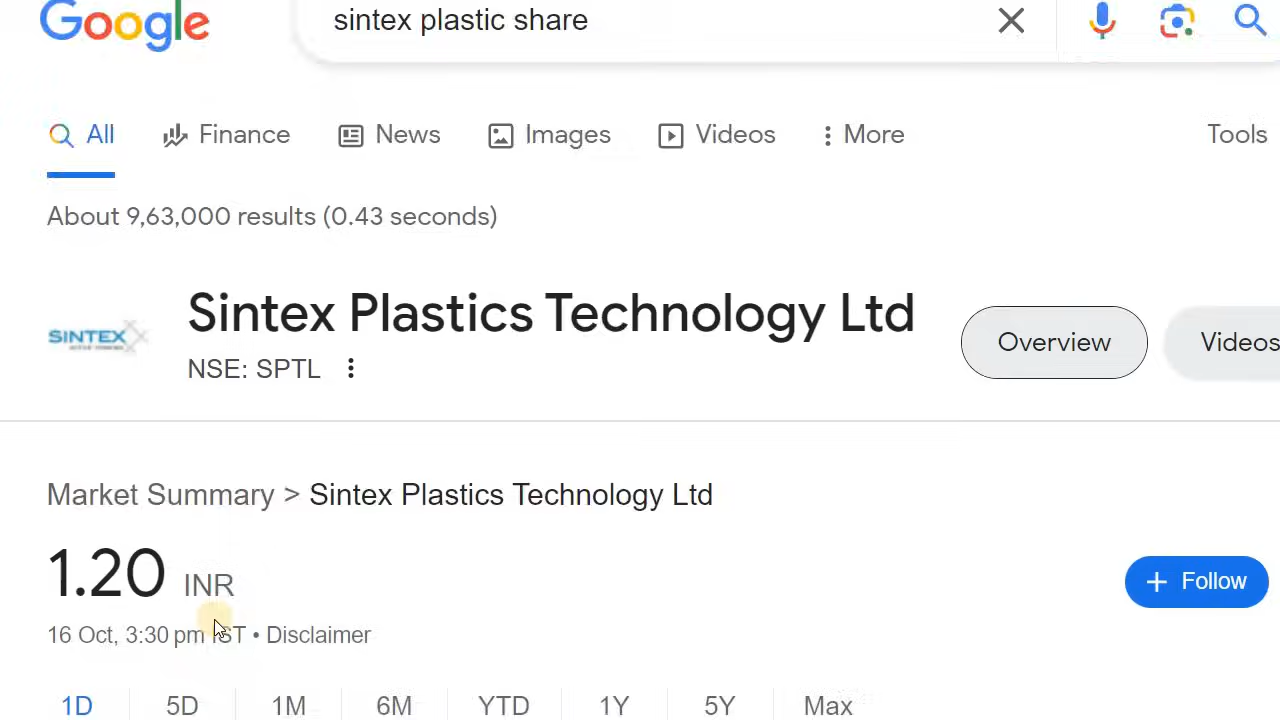 Google
sintex plastic share
All Finance News Images Videos More Tools
About 9,63,000 results (0.43 seconds)
SINTEX
Sintex Plastics Technology Ltd
NSE: SPTL
Overview
Videos
Market Summary > Sintex Plastics Technology Ltd
1.20 INR
+ Follow
16 Oct, 3:30 pm IST • Disclaimer
1D 5D 1M 6M YTD 1Y 5Y Max